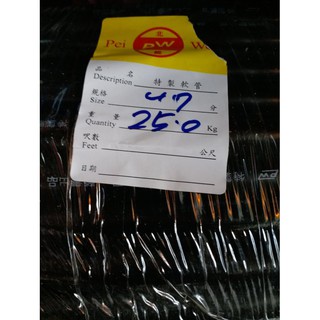 Pei PW W
品 名 Description 特製軟管
規格 Size 47 分
重量 Quantity 25.0 Kg
呎數 Feet 公尺
日期